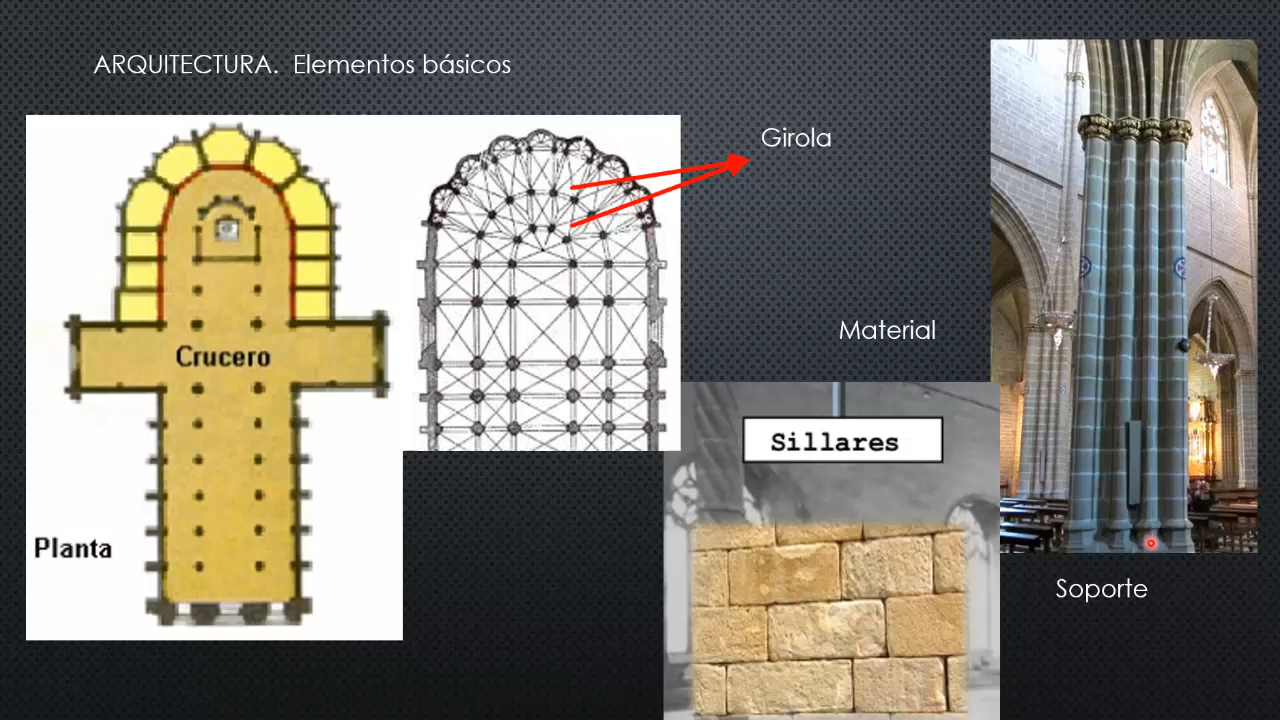 ARQUITECTURA.  Elementos básicos
Girola
Crucero
Material
Sillares
Planta
Soporte